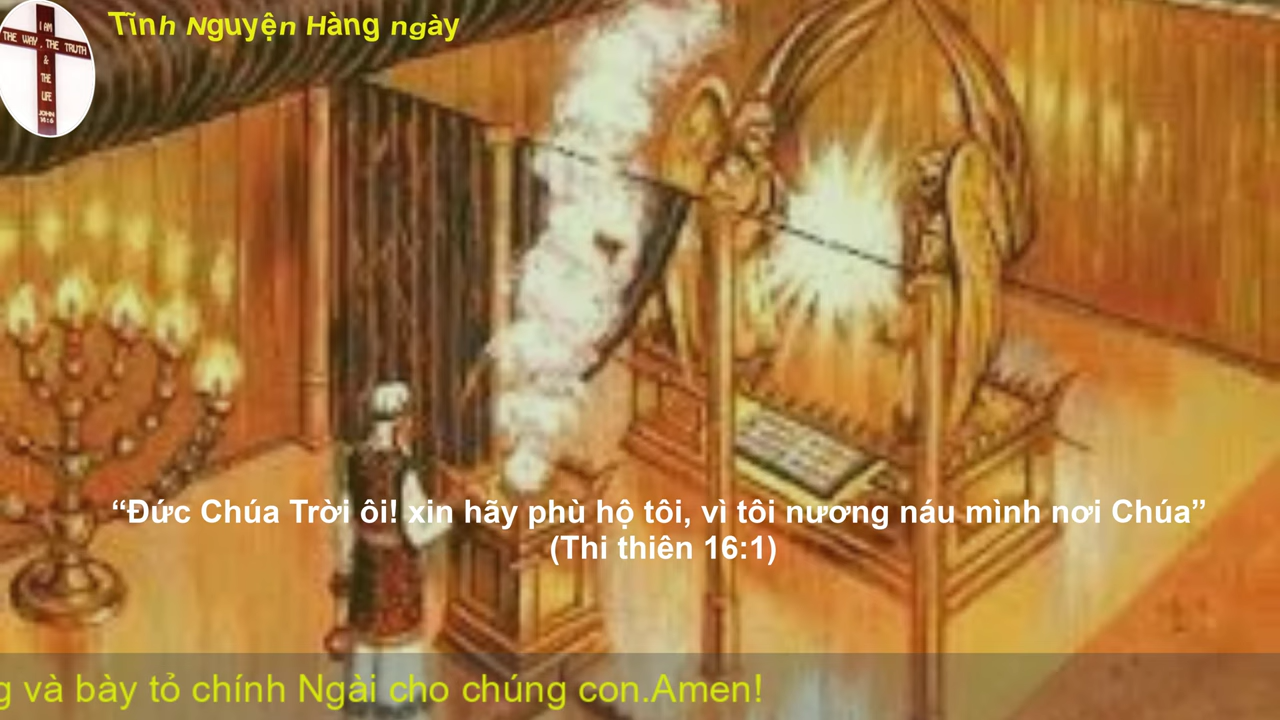 I AM
THE WAY, THE TRUTH
&
THE
LIFE
JOHN
14:6
Tĩnh Nguyện Hàng ngày
“Đức Chúa Trời ôi! xin hãy phù hộ tôi, vì tôi nương náu mình nơi Chúa”
(Thi thiên 16:1)
g và bày tỏ chính Ngài cho chúng con.Amen!